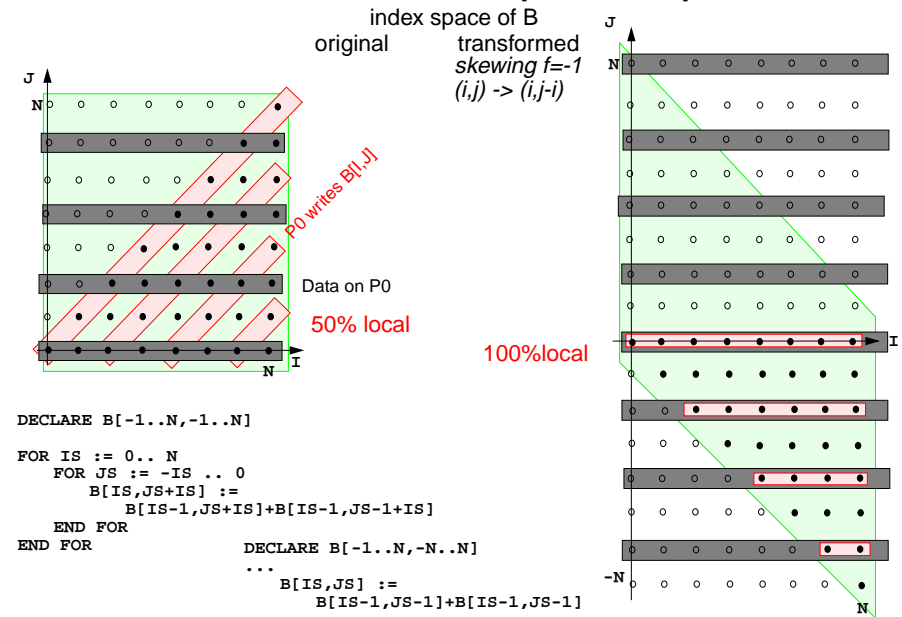 index space of B
original transformed
skewing f=-1
(i,j) -> (i,j-i)
J
N
P0 writes B[I,J]
Data on P0
50% local
I
N
J
N
100%local
I
-N
N
DECLARE B[-1..N,-1..N]
FOR IS := 0.. N
FOR JS := -IS .. 0
B[IS,JS+IS] :=
B[IS-1,JS+IS]+B[IS-1,JS-1+IS]
END FOR
END FOR
DECLARE B[-1..N,-N..N]
...
B[IS,JS] :=
B[IS-1,JS-1]+B[IS-1,JS-1]